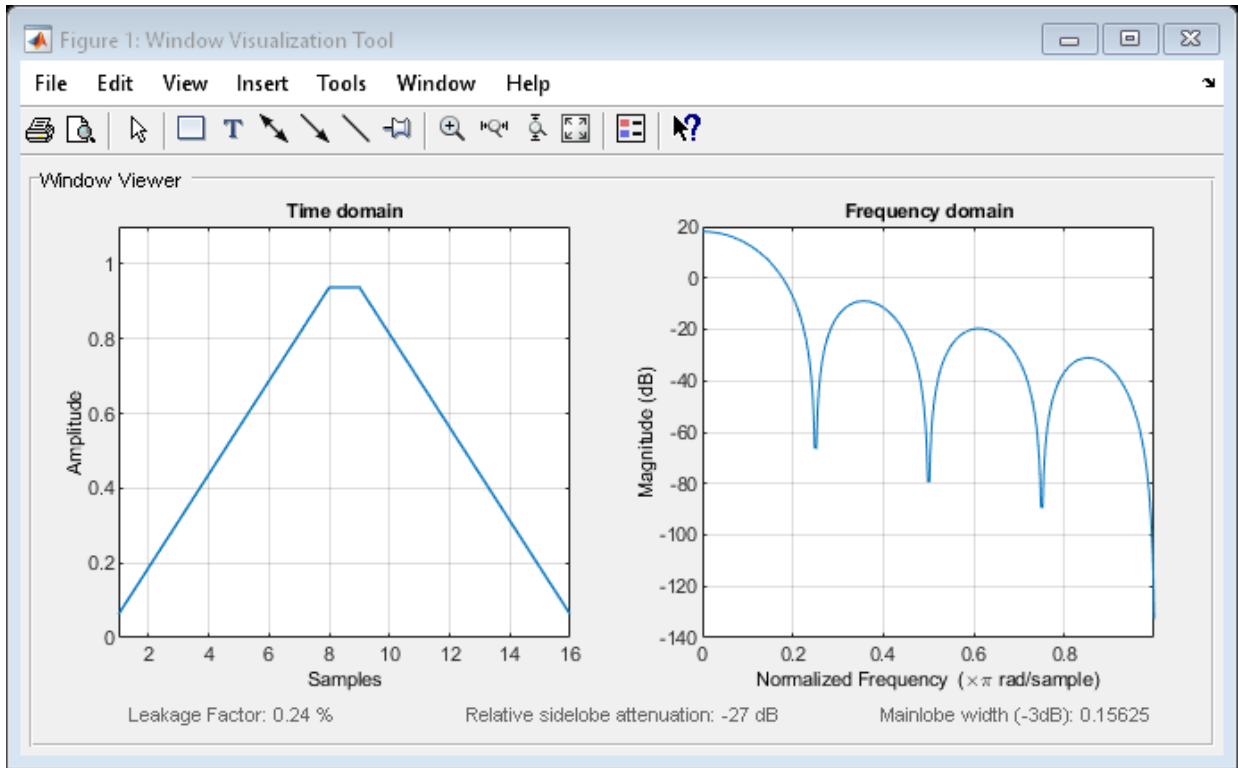 Figure 1: Window Visualization Tool
File Edit View Insert Tools Window Help
T ?
Window Viewer
Time domain
1
0.8
0.6
0.4
0.2
0
Amplitude
2 4 6 8 10 12 14 16
Samples
Frequency domain
20
0
-20
-40
-60
-80
-100
-120
-140
Magnitude (dB)
0 0.2 0.4 0.6 0.8
Normalized Frequency (×π rad/sample)
Leakage Factor: 0.24 % Relative sidelobe attenuation: -27 dB Mainlobe width (-3dB): 0.15625